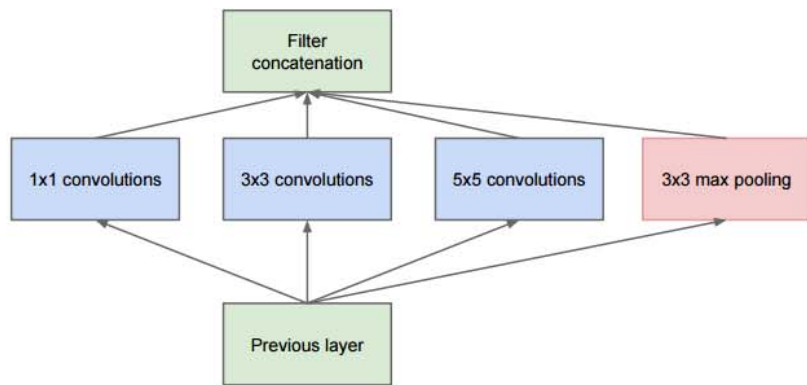 Filter
concatenation
1x1 convolutions
3x3 convolutions
5x5 convolutions
3x3 max pooling
Previous layer